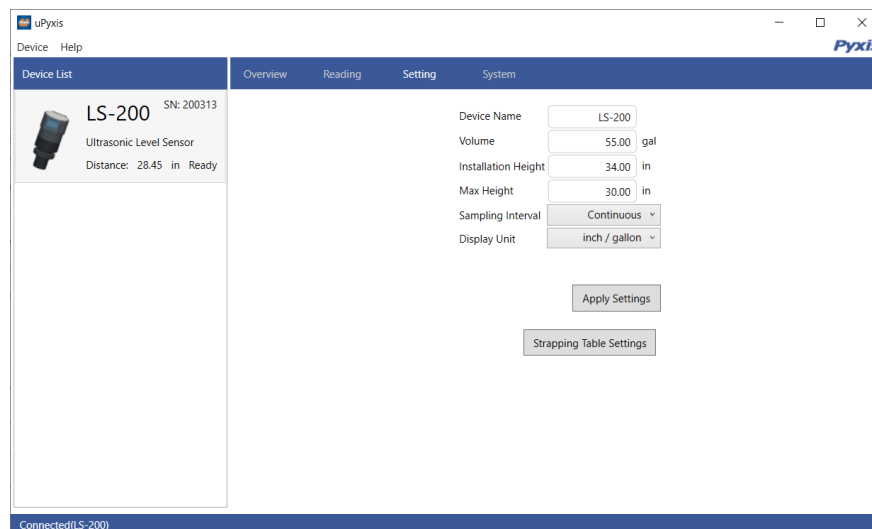 uPyxis
Device Help
Pyxis
Device List
Overview Reading Setting System
LS-200 SN: 200313
Ultrasonic Level Sensor
Distance: 28.45 in Ready
Device Name LS-200
Volume 55.00 gal
Installation Height 34.00 in
Max Height 30.00 in
Sampling Interval Continuous
Display Unit inch / gallon
Apply Settings
Strapping Table Settings
Connected(LS-200)